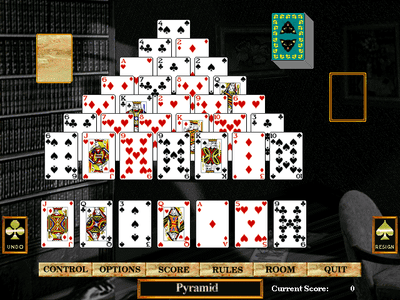 UNDO
RESIGN
CONTROL OPTIONS SCORE RULES ROOM QUIT
Pyramid Current Score: 0